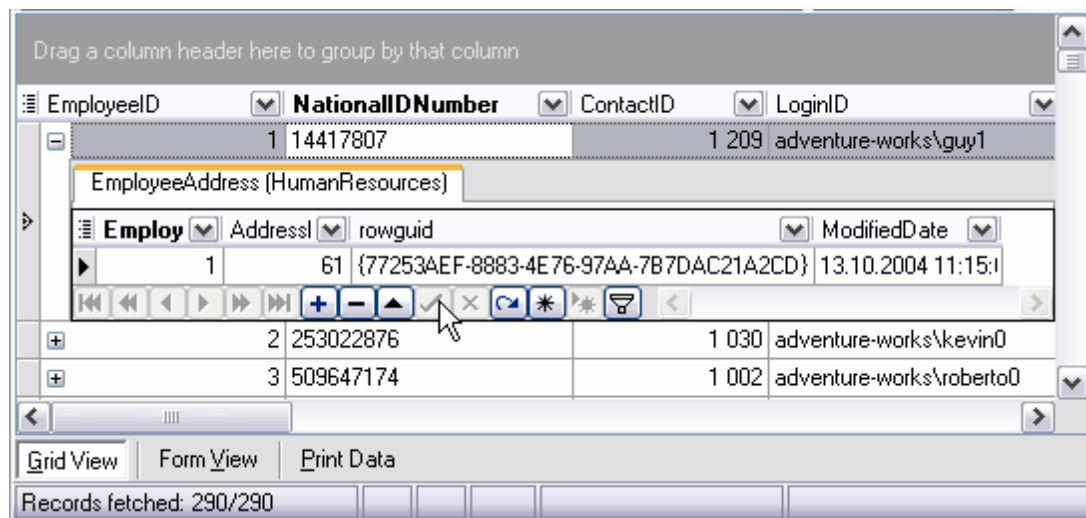 Drag a column header here to group by that column
EmployeeID NationalIDNumber ContactID LoginID
1 14417807 1 209 adventure-works\guy1
EmployeeAddress (HumanResources)
Employ AddressI rowguid ModifiedDate
1 61 {77253AEF-8883-4E76-97AA-7B7DAC21A2CD} 13.10.2004 11:15:
2 253022876 1 030 adventure-works\kevin0
3 509647174 1 002 adventure-works\roberto0
Grid View Form View Print Data
Records fetched: 290/290